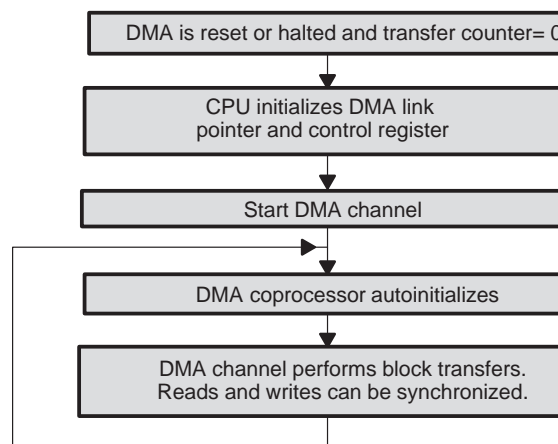 DMA is reset or halted and transfer counter= 0
CPU initializes DMA link
pointer and control register
Start DMA channel
DMA coprocessor autoinitializes
DMA channel performs block transfers.
Reads and writes can be synchronized.